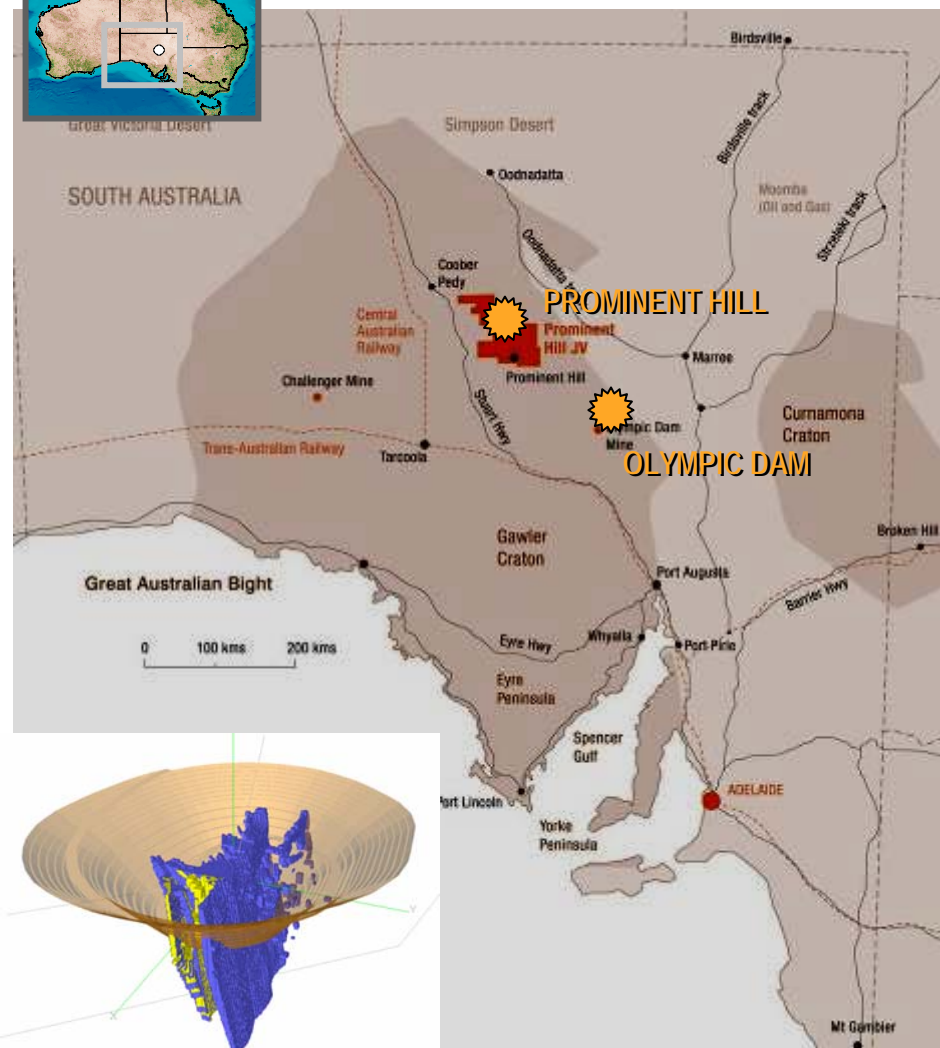 Birdsville
Great Victoria Desert
Simpson Desert
Birdsville track
Oodnadatta
SOUTH AUSTRALIA
Moomba
(Oil and Gas)
Strzeleki track
Oodnadatta
Coober
Pedy
PROMINENT HILL
Central
Australian
Railway
Prominent
Hill JV
Marree
Prominent Hill
Challenger Mine
Stuart Hwy
Curnamona
Craton
Dam
Mine
Trans-Australian Railway
Tarcoola
OLYMPIC DAM
Gawler
Craton
Broken Hill
Great Australian Bight
Port Augusta
Barrier Hwy
0 100 kms 200 kms
Eyre Hwy
Whyalla
Port Pirie
Eyre
Peninsula
Spencer
Gulf
ADELAIDE
Port Lincoln
Yorke
Peninsula
Y
X
Mt Gambier